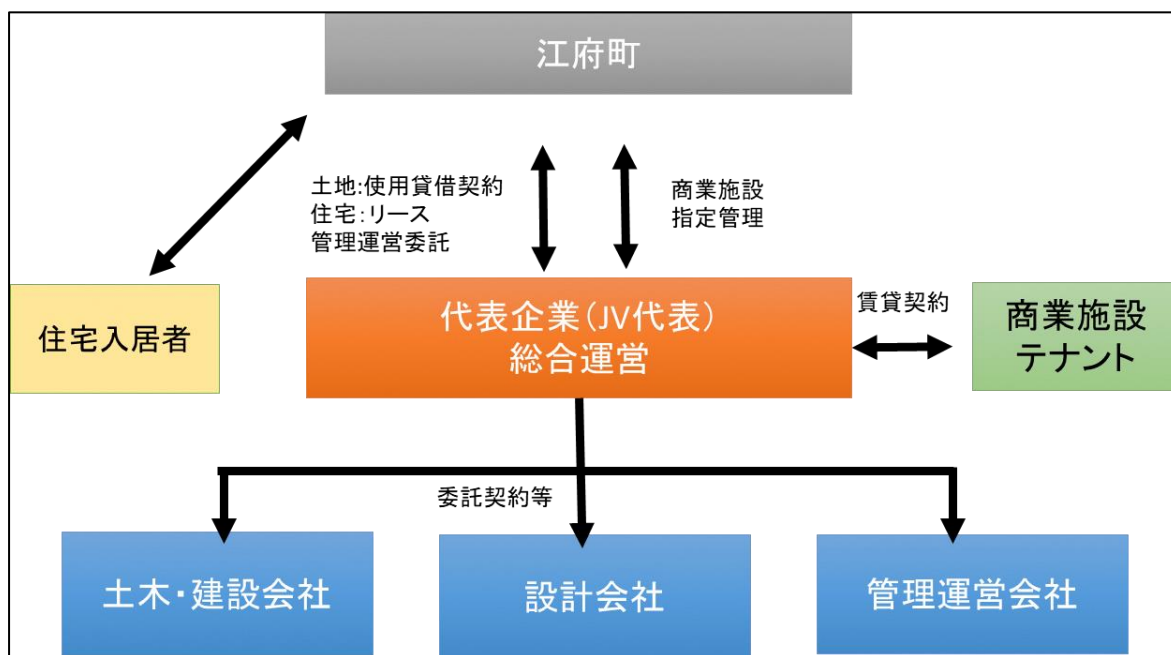 江府町
土地:使用貸借契約
住宅:リース
管理運営委託
商業施設
指定管理
住宅入居者
代表企業(JV代表)
総合運営
賃貸契約
商業施設
テナント
委託契約等
土木・建設会社
設計会社
管理運営会社